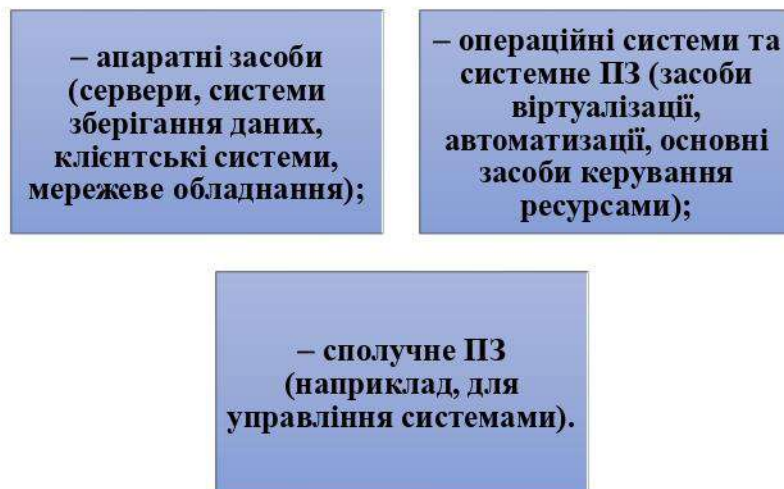 – апаратні засоби
(сервери, системи
зберігання даних,
клієнтські системи,
мережеве обладнання);
– операційні системи та
системне ПЗ (засоби
віртуалізації,
автоматизації, основні
засоби керування
ресурсами);
– сполучне ПЗ
(наприклад, для
управління системами).